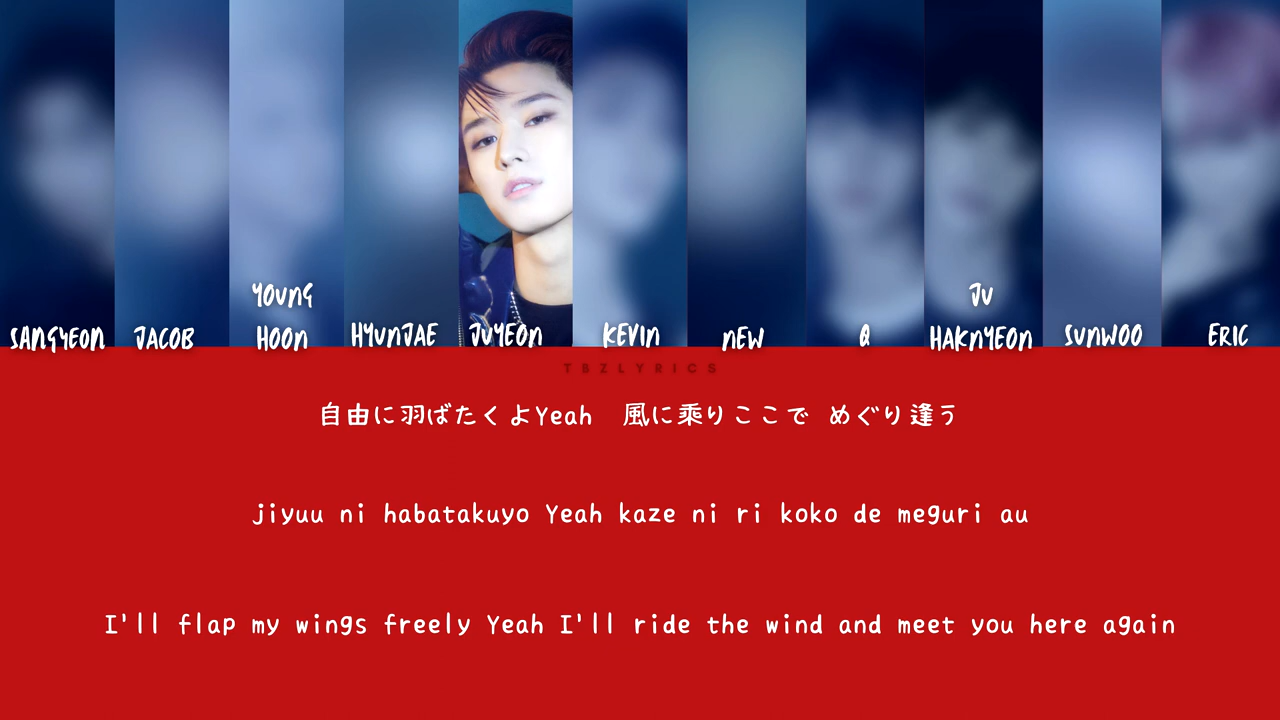 SANGYEON
JACOB
YOUNG
HOON
HYUNJAE
JUYEON
KEVIN
NEW
Q
JU
HAKNYEON
SUNWOO
ERIC
TBZLYRICS
自由に羽ばたくよYeah 風に乗りここで めぐり逢う
jiyuu ni habatakuyo Yeah kaze ni ri koko de meguri au
I'll flap my wings freely Yeah I'll ride the wind and meet you here again